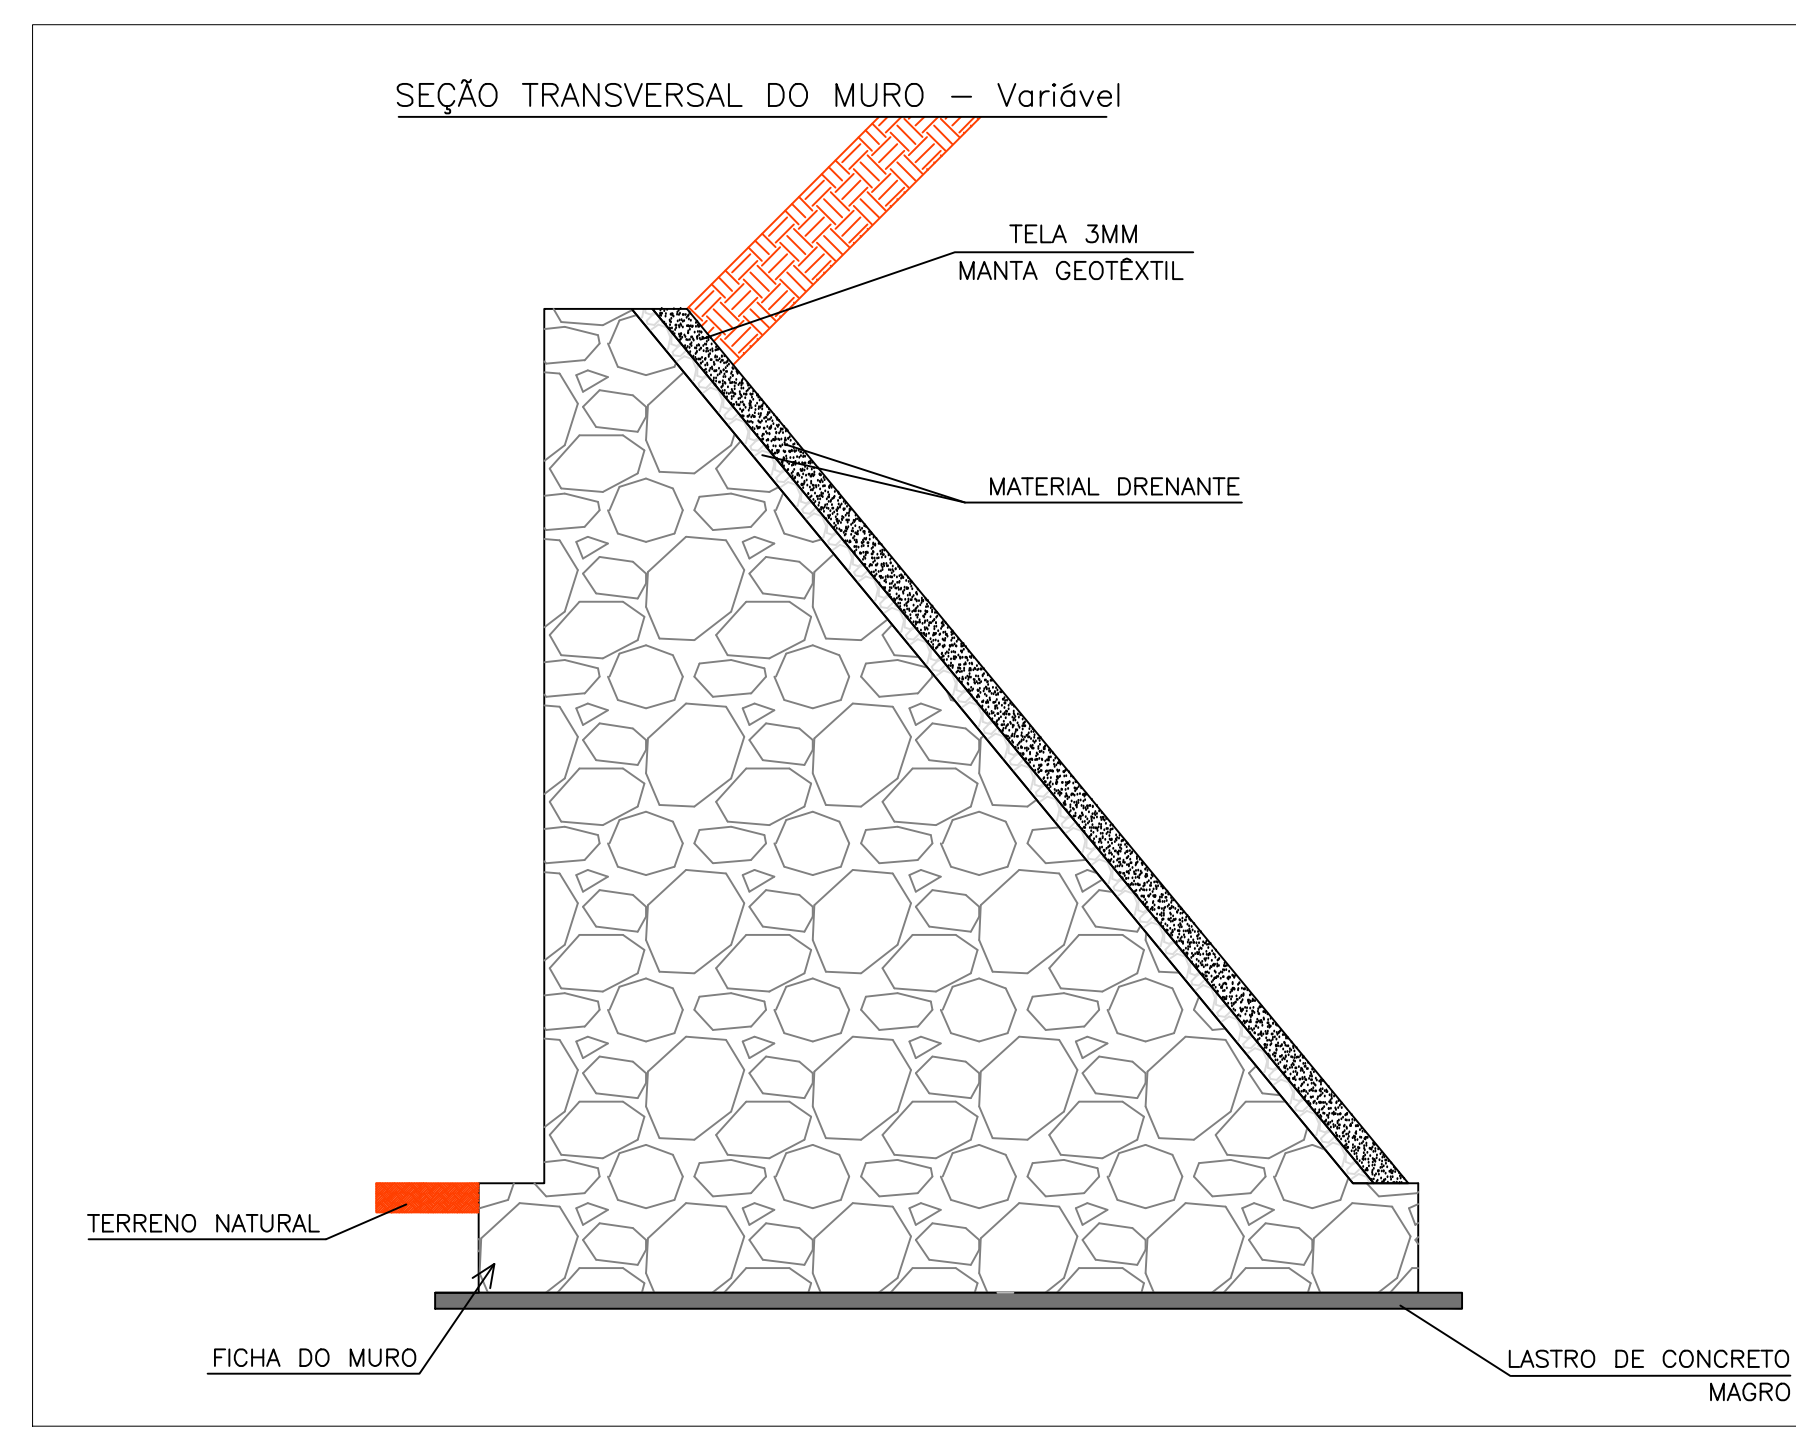 SEÇÃO TRANSVERSAL DO MURO – Variável
TELA 3MM
MANTA GEOTÊXTIL
MATERIAL DRENANTE
TERRENO NATURAL
FICHA DO MURO
LASTRO DE CONCRETO
MAGRO